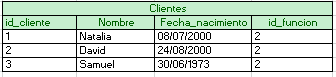 Clientes
id_cliente Nombre Fecha_nacimiento id_funcion
1 Natalia 08/07/2000 2
2 David 24/08/2000 2
3 Samuel 30/06/1973 2